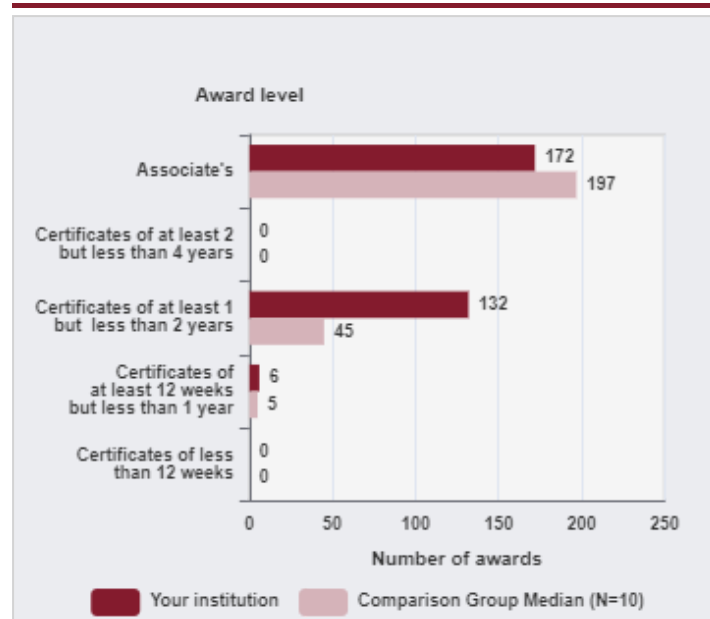 Award level
Associate's
172
197
Certificates of at least 2
but less than 4 years
0
0
Certificates of at least 1
but less than 2 years
132
45
Certificates of
at least 12 weeks
but less than 1 year
6
5
Certificates of less
than 12 weeks
0
0
0 50 100 150 200 250
Number of awards
Your institution Comparison Group Median (N=10)